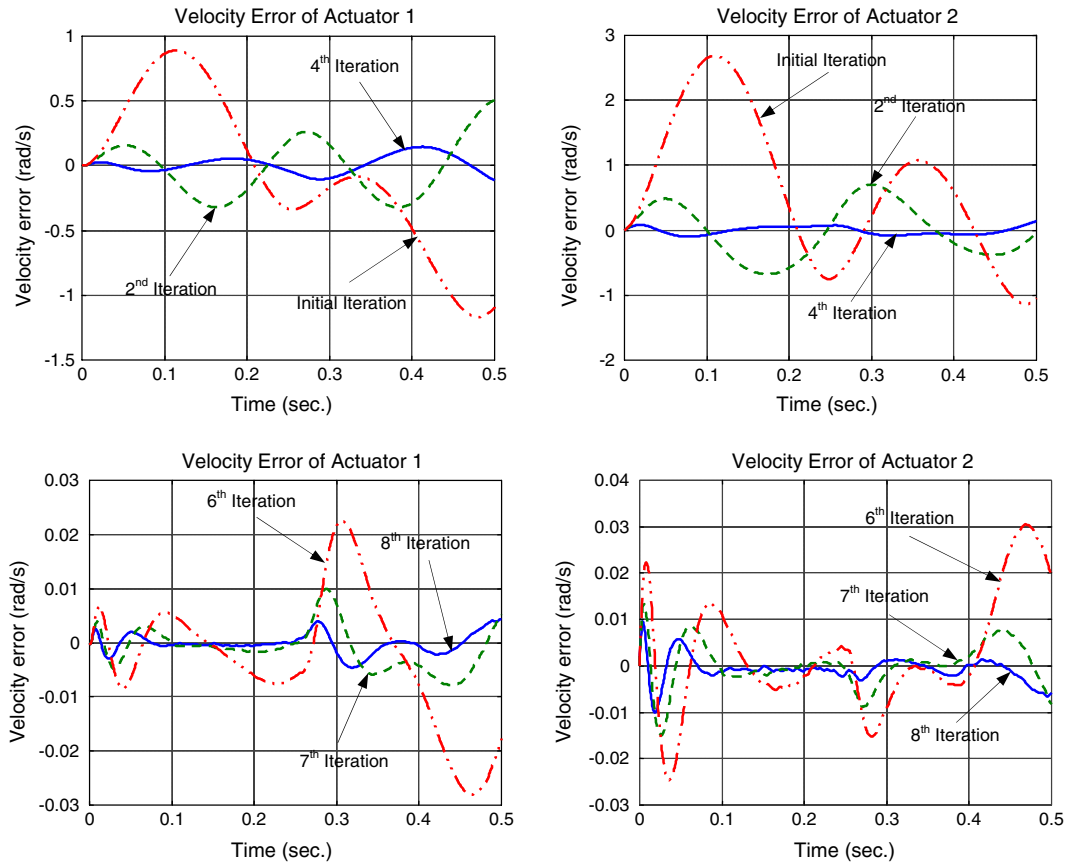 Velocity Error of Actuator 1
1
0.5
0
-0.5
-1
-1.5
Velocity error (rad/s)
4th Iteration
2nd Iteration
Initial Iteration
0 0.1 0.2 0.3 0.4 0.5
Time (sec.)
Velocity Error of Actuator 2
3
2
1
0
-1
-2
Velocity error (rad/s)
Initial Iteration
2nd Iteration
4th Iteration
0 0.1 0.2 0.3 0.4 0.5
Time (sec.)
Velocity Error of Actuator 1
0.03
0.02
0.01
0
-0.01
-0.02
-0.03
Velocity error (rad/s)
6th Iteration
8th Iteration
7th Iteration
0 0.1 0.2 0.3 0.4 0.5
Time (sec.)
Velocity Error of Actuator 2
0.04
0.03
0.02
0.01
0
-0.01
-0.02
-0.03
Velocity error (rad/s)
6th Iteration
7th Iteration
8th Iteration
0 0.1 0.2 0.3 0.4 0.5
Time (sec.)